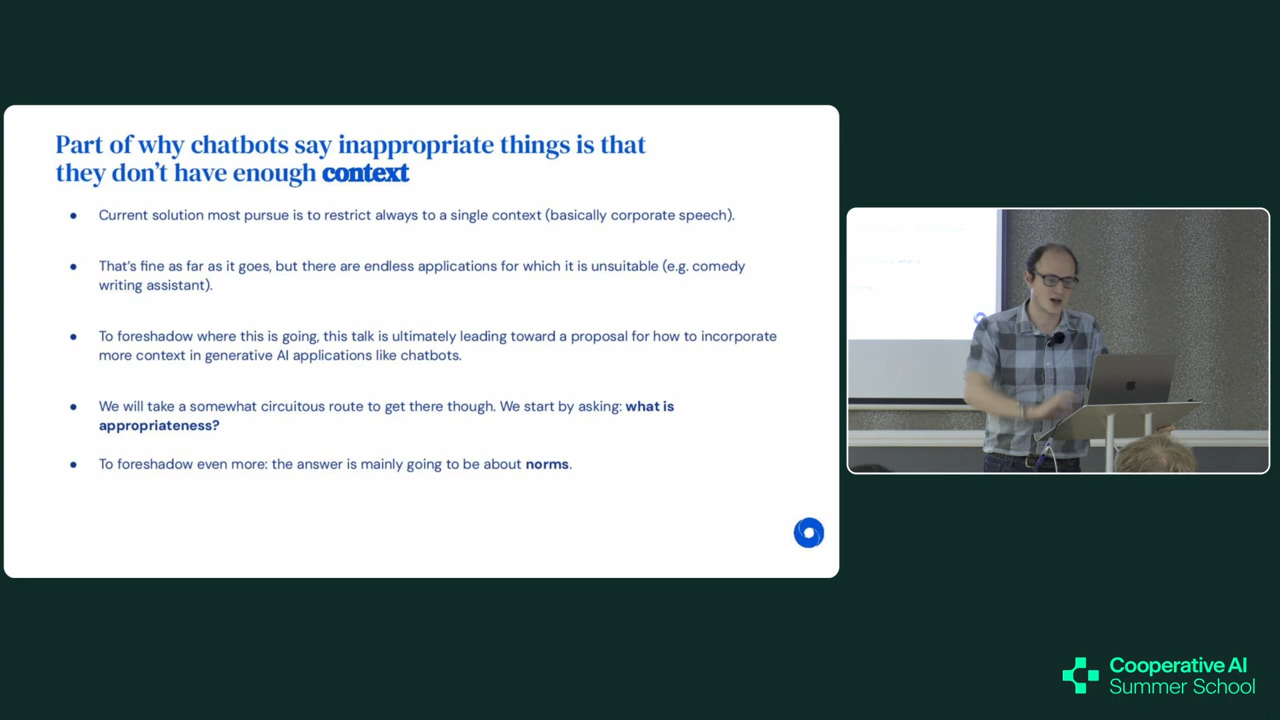 Part of why chatbots say inappropriate things is that
they don't have enough context
● Current solution most pursue is to restrict always to a single context (basically corporate speech).
● That's fine as far as it goes, but there are endless applications for which it is unsuitable (e.g. comedy
writing assistant).
● To foreshadow where this is going, this talk is ultimately leading toward a proposal for how to incorporate
more context in generative AI applications like chatbots.
● We will take a somewhat circuitous route to get there though. We start by asking: what is
appropriateness?
● To foreshadow even more: the answer is mainly going to be about norms.
Cooperative AI
Summer School